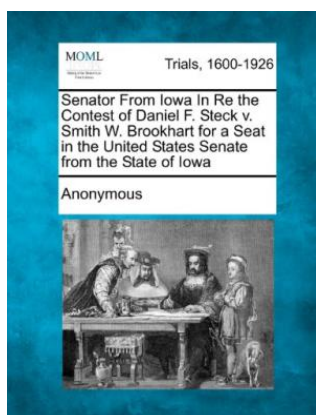 MOML
Trials, 1600-1926
Senator From Iowa In Re the
Contest of Daniel F. Steck v.
Smith W. Brookhart for a Seat
in the United States Senate
from the State of Iowa
Anonymous